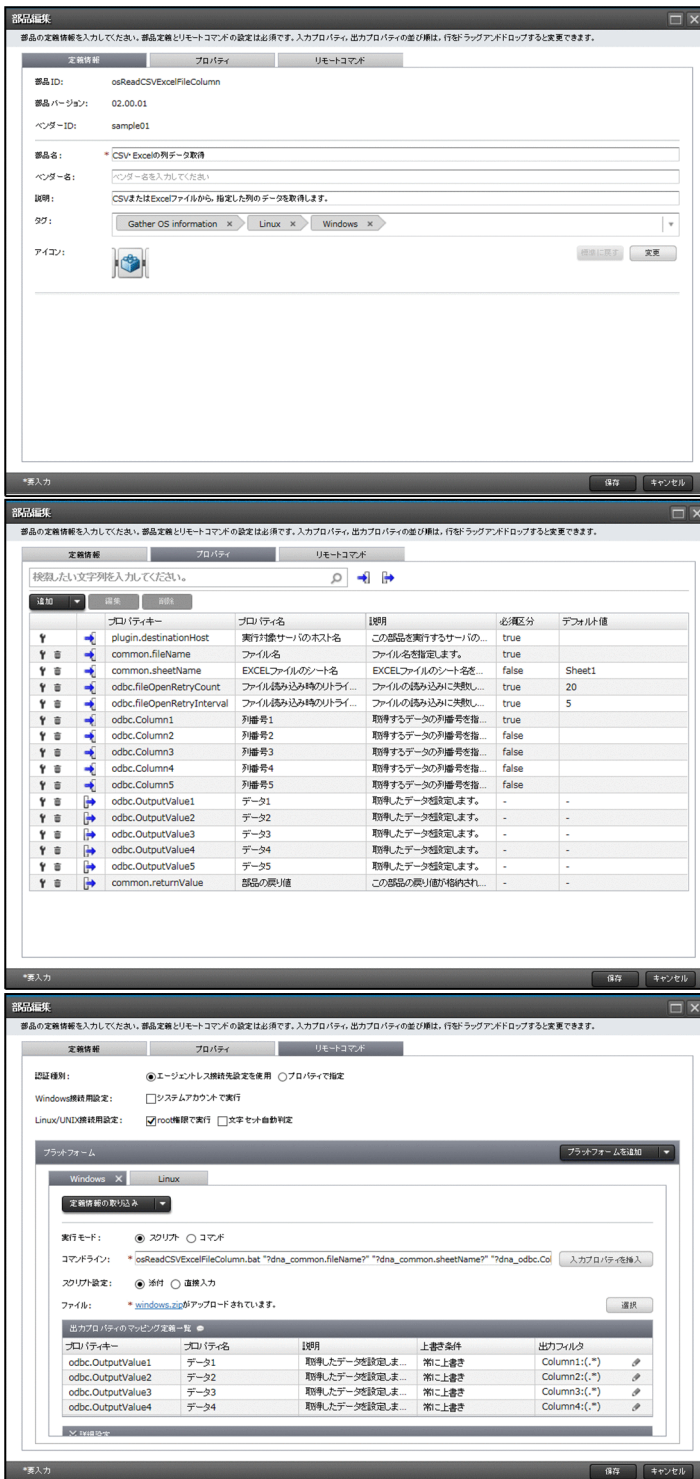 部品編集
部品の定義情報を入力してください。部品定義とリモートコマンドの設定は必須です。入力プロパティ, 出力プロパティの並び順は, 行をドラッグアンドドロップすると変更できます。
定義情報 プロパティ リモートコマンド
部品ID: osReadCSVExcelFileColumn
部品バージョン: 02.00.01
ベンダーID: sample01
部品名: * CSV・Excelの列データ取得
ベンダー名: ベンダー名を入力してください
説明: CSVまたはExcelファイルから, 指定した列のデータを取得します。
タグ: Gather OS information × Linux × Windows ×
アイコン: 標準に戻す 変更
*要入力 保存 キャンセル
部品編集
部品の定義情報を入力してください。部品定義とリモートコマンドの設定は必須です。入力プロパティ, 出力プロパティの並び順は, 行をドラッグアンドドロップすると変更できます。
定義情報 プロパティ リモートコマンド
検索したい文字列を入力してください。
追加 編集 削除
プロパティキー プロパティ名 説明 必須区分 デフォルト値
plugin.destinationHost 実行対象サーバのホスト名 この部品を実行するサーバの... true
common.fileName ファイル名 ファイル名を指定します。 true
common.sheetName EXCELファイルのシート名 EXCELファイルのシート名を... false Sheet1
odbc.fileOpenRetryCount ファイル読み込み時のリトライ... ファイルの読み込みに失敗し... true 20
odbc.fileOpenRetryInterval ファイル読み込み時のリトライ... ファイルの読み込みに失敗し... true 5
odbc.Column1 列番号1 取得するデータの列番号を指... true
odbc.Column2 列番号2 取得するデータの列番号を指... false
odbc.Column3 列番号3 取得するデータの列番号を指... false
odbc.Column4 列番号4 取得するデータの列番号を指... false
odbc.Column5 列番号5 取得するデータの列番号を指... false
odbc.OutputValue1 データ1 取得したデータを設定します。 - -
odbc.OutputValue2 データ2 取得したデータを設定します。 - -
odbc.OutputValue3 データ3 取得したデータを設定します。 - -
odbc.OutputValue4 データ4 取得したデータを設定します。 - -
odbc.OutputValue5 データ5 取得したデータを設定します。 - -
common.returnValue 部品の戻り値 この部品の戻り値が格納され... - -
*要入力 保存 キャンセル
部品編集
部品の定義情報を入力してください。部品定義とリモートコマンドの設定は必須です。入力プロパティ, 出力プロパティの並び順は, 行をドラッグアンドドロップすると変更できます。
定義情報 プロパティ リモートコマンド
認証種別: エージェントレス接続先設定を使用 プロパティで指定
Windows接続用設定: システムアカウントで実行
Linux/UNIX接続用設定: root権限で実行 文字セット自動判定
プラットフォーム プラットフォームを追加
Windows × Linux
定義情報の取り込み
実行モード: スクリプト コマンド
コマンドライン: * osReadCSVExcelFileColumn.bat "?dna_common.fileName?" "?dna_common.sheetName?" "?dna_odbc.Col 入力プロパティを挿入
スクリプト設定: 添付 直接入力
ファイル: * windows.zipがアップロードされています。 選択
出力プロパティのマッピング定義一覧
プロパティキー プロパティ名 説明 上書き条件 出力フィルタ
odbc.OutputValue1 データ1 取得したデータを設定しま... 常に上書き Column1:(.*)
odbc.OutputValue2 データ2 取得したデータを設定しま... 常に上書き Column2:(.*)
odbc.OutputValue3 データ3 取得したデータを設定しま... 常に上書き Column3:(.*)
odbc.OutputValue4 データ4 取得したデータを設定しま... 常に上書き Column4:(.*)
詳細設定
*要入力 保存 キャンセル